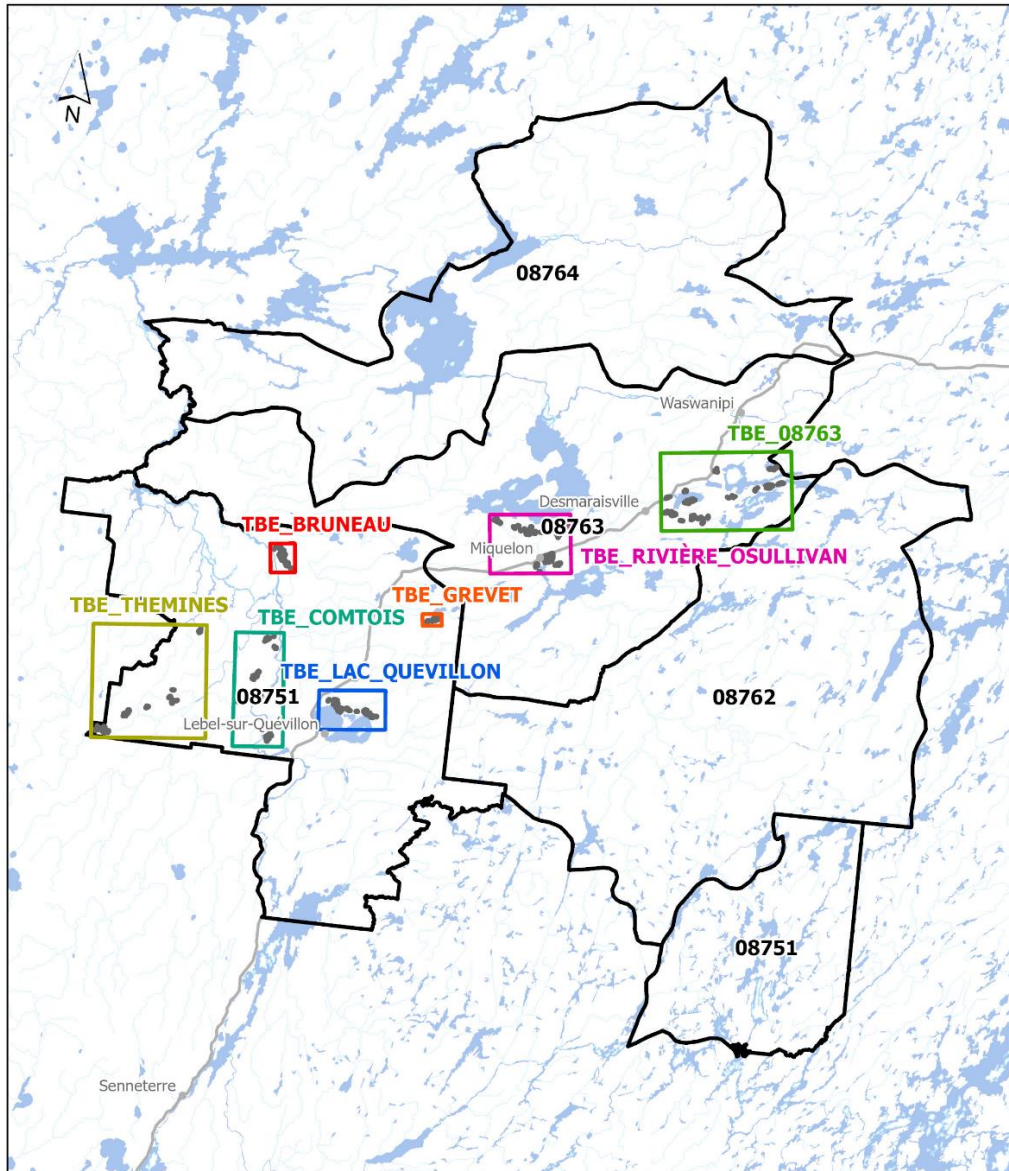 N
08764
Waswanipi
TBE_08763
Desmaraisville
TBE_BRUNEAU
08763
Miquelon
TBE_RIVIÈRE_OSULLIVAN
TBE_GREVET
TBE_THEMINES
TBE_COMTOIS
TBE_LAC_QUEVILLON
08751
08762
Lebel-sur-Quévillon
08751
Senneterre